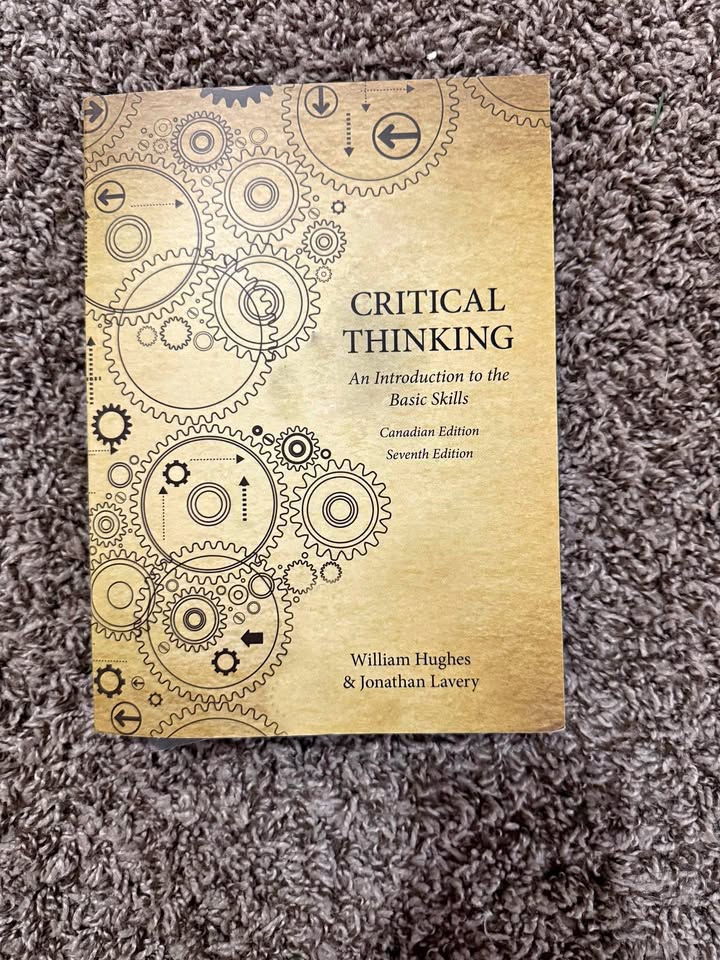 CRITICAL
THINKING
An Introduction to the
Basic Skills
Canadian Edition
Seventh Edition
William Hughes
& Jonathan Lavery